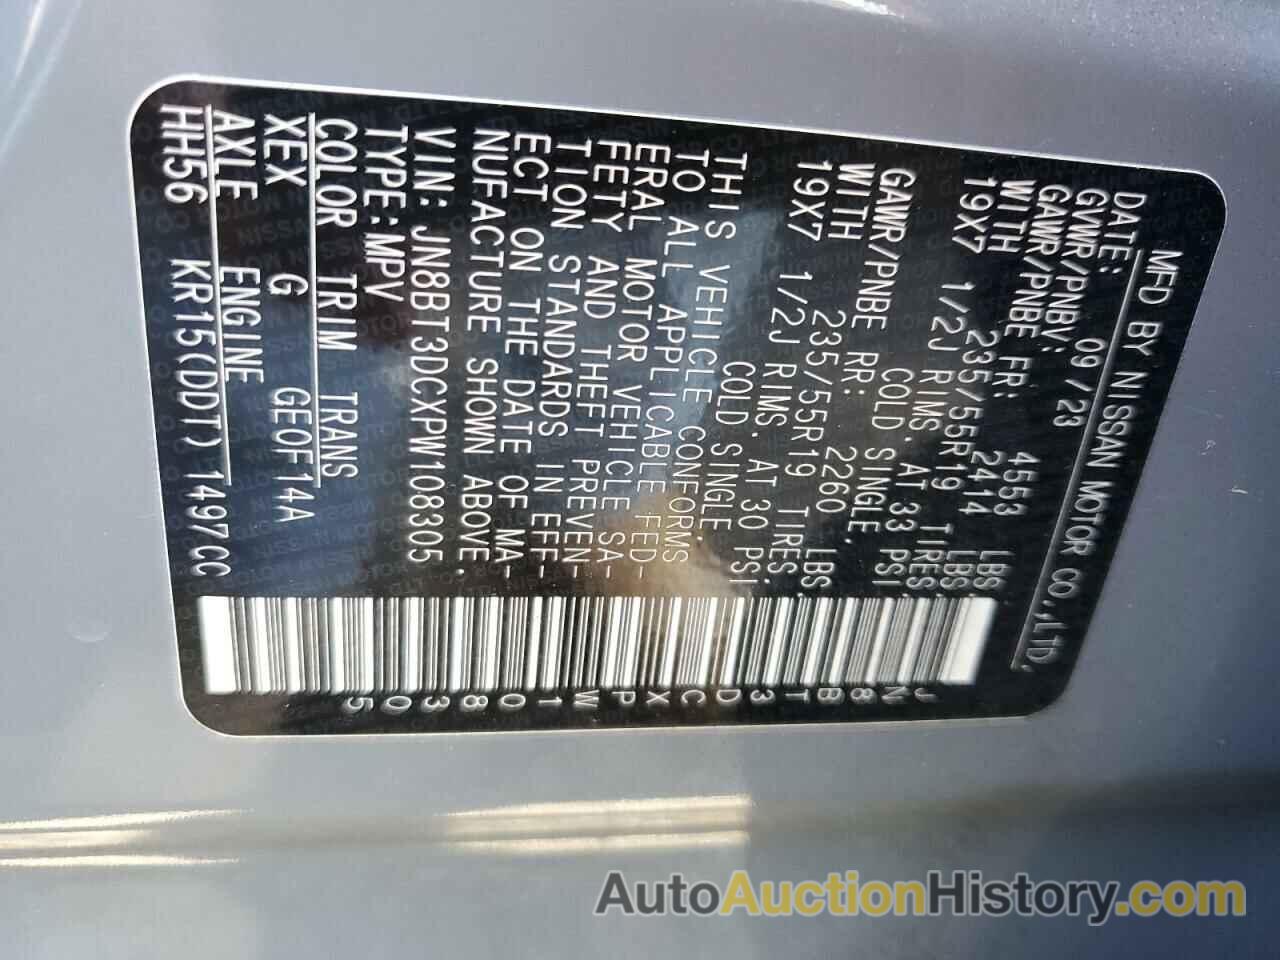 MFD BY NISSAN MOTOR CO.,LTD.
DATE: 09/23
GVWR/PNBV: 4553 LBS.
GAWR/PNBE FR: 2414 LBS.
WITH 235/55R19 TIRES,
19X7 1/2J RIMS. AT 33 PSI.
COLD SINGLE.
GAWR/PNBE RR: 2260 LBS.
WITH 235/55R19 TIRES,
19X7 1/2J RIMS. AT 30 PSI.
COLD SINGLE.
THIS VEHICLE CONFORMS
TO ALL APPLICABLE FED-
ERAL MOTOR VEHICLE SA-
FETY AND THEFT PREVEN-
TION STANDARDS IN EFF-
ECT ON THE DATE OF MA-
NUFACTURE SHOWN ABOVE.
VIN: JN8BT3DCXPW108305
TYPE: MPV
COLOR TRIM TRANS
XEX G GE0F14A
AXLE ENGINE
HH56 KR15(DDT) 1497CC
JN8BT3DCXPW108305
AutoAuctionHistory.com